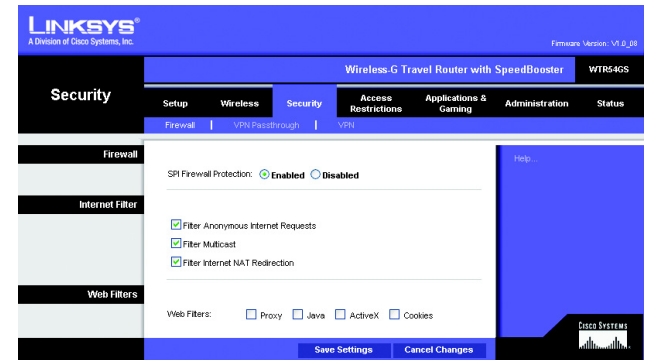 LINKSYS®
A Division of Cisco Systems, Inc.
Firmware Version: V1.0_08
Wireless-G Travel Router with SpeedBooster WTR54GS
Security
Setup Wireless Security Access Restrictions Applications & Gaming Administration Status
Firewall | VPN Passthrough | VPN
Firewall
Help...
SPI Firewall Protection: Enabled Disabled
Internet Filter
Filter Anonymous Internet Requests
Filter Multicast
Filter Internet NAT Redirection
Web Filters
Web Filters: Proxy Java ActiveX Cookies
CISCO SYSTEMS
Save Settings Cancel Changes